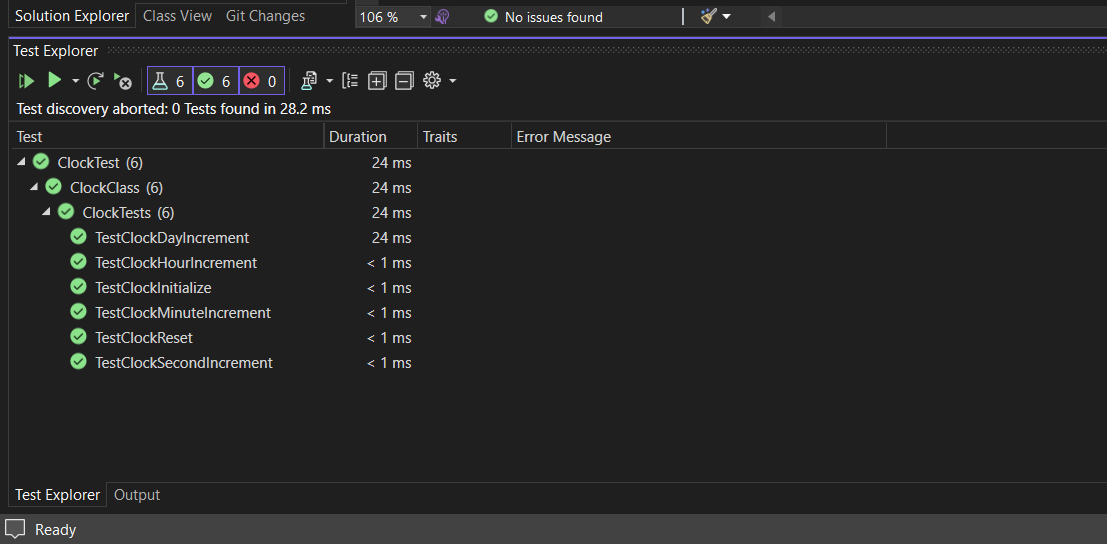 Solution Explorer Class View Git Changes 106 % No issues found
Test Explorer
6 6 0
Test discovery aborted: 0 Tests found in 28.2 ms
Test Duration Traits Error Message
ClockTest (6) 24 ms
ClockClass (6) 24 ms
ClockTests (6) 24 ms
TestClockDayIncrement 24 ms
TestClockHourIncrement < 1 ms
TestClockInitialize < 1 ms
TestClockMinuteIncrement < 1 ms
TestClockReset < 1 ms
TestClockSecondIncrement < 1 ms
Test Explorer Output
Ready